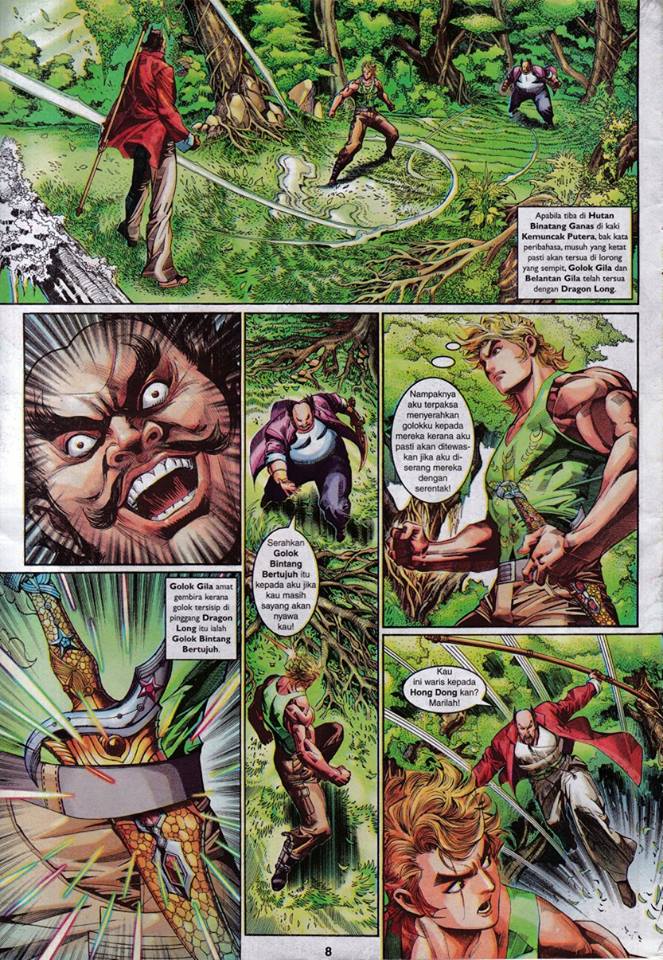 Apabila tiba di Hutan
Binatang Ganas di kaki
Kemuncak Putera, bak kata
peribahasa, musuh yang ketat
pasti akan tersua di lorong
yang sempit, Golok Gila dan
Belantan Gila telah tersua
dengan Dragon Long.
Serahkan
Golok
Bintang
Bertujuh itu
kepada aku jika
kau masih
sayang akan
nyawa
kau!
Nampaknya
aku terpaksa
menyerahkan
golokku kepada
mereka kerana aku
pasti akan ditewas-
kan jika aku di-
serang mereka
dengan
serentak!
Golok Gila amat
gembira kerana
golok tersisip di
pinggang Dragon
Long itu ialah
Golok Bintang
Bertujuh.
Kau
ini waris kepada
Hong Dong kan?
Marilah!
8